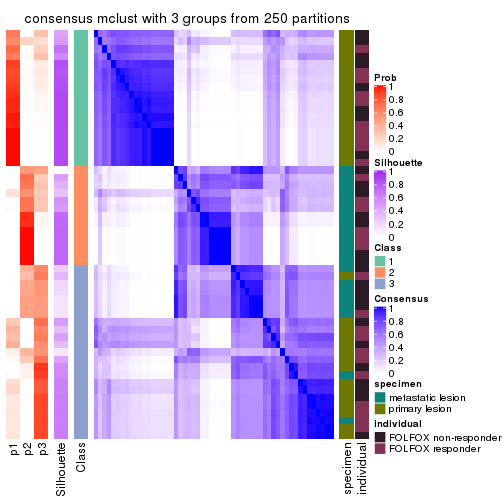 consensus mclust with 3 groups from 250 partitions
Prob
1
0.8
0.6
0.4
0.2
0
Silhouette
1
0.8
0.6
0.4
0.2
0
Class
1
2
3
Consensus
1
0.8
0.6
0.4
0.2
0
specimen
metastatic lesion
primary lesion
individual
FOLFOX non-responder
FOLFOX responder
p1
p2
p3
Silhouette
Class
specimen
individual